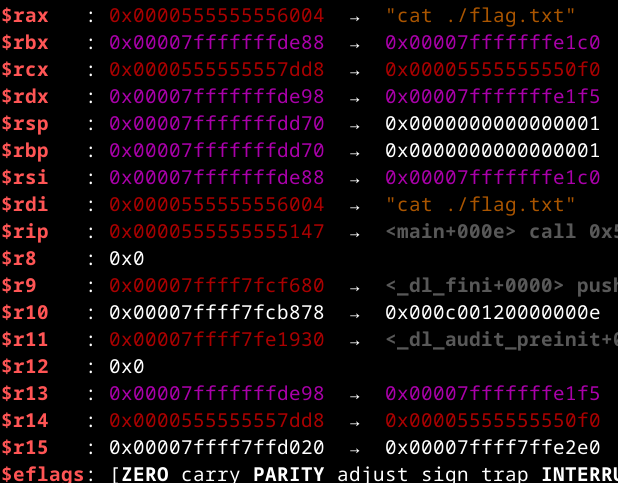 $rax : 0x0000555555556004 → "cat ./flag.txt"
$rbx : 0x00007fffffffde88 → 0x00007fffffffe1c0
$rcx : 0x0000555555557dd8 → 0x00005555555550f0
$rdx : 0x00007fffffffde98 → 0x00007fffffffe1f5
$rsp : 0x00007fffffffdd70 → 0x0000000000000001
$rbp : 0x00007fffffffdd70 → 0x0000000000000001
$rsi : 0x00007fffffffde88 → 0x00007fffffffe1c0
$rdi : 0x0000555555556004 → "cat ./flag.txt"
$rip : 0x0000555555555147 → <main+000e> call 0x5
$r8 : 0x0
$r9 : 0x00007ffff7fcf680 → <_dl_fini+0000> push
$r10 : 0x00007ffff7fcb878 → 0x000c00120000000e
$r11 : 0x00007ffff7fe1930 → <_dl_audit_preinit+0
$r12 : 0x0
$r13 : 0x00007fffffffde98 → 0x00007fffffffe1f5
$r14 : 0x0000555555557dd8 → 0x00005555555550f0
$r15 : 0x00007ffff7ffd020 → 0x00007ffff7ffe2e0
$eflags: [ZERO carry PARITY adjust sign trap INTERRU